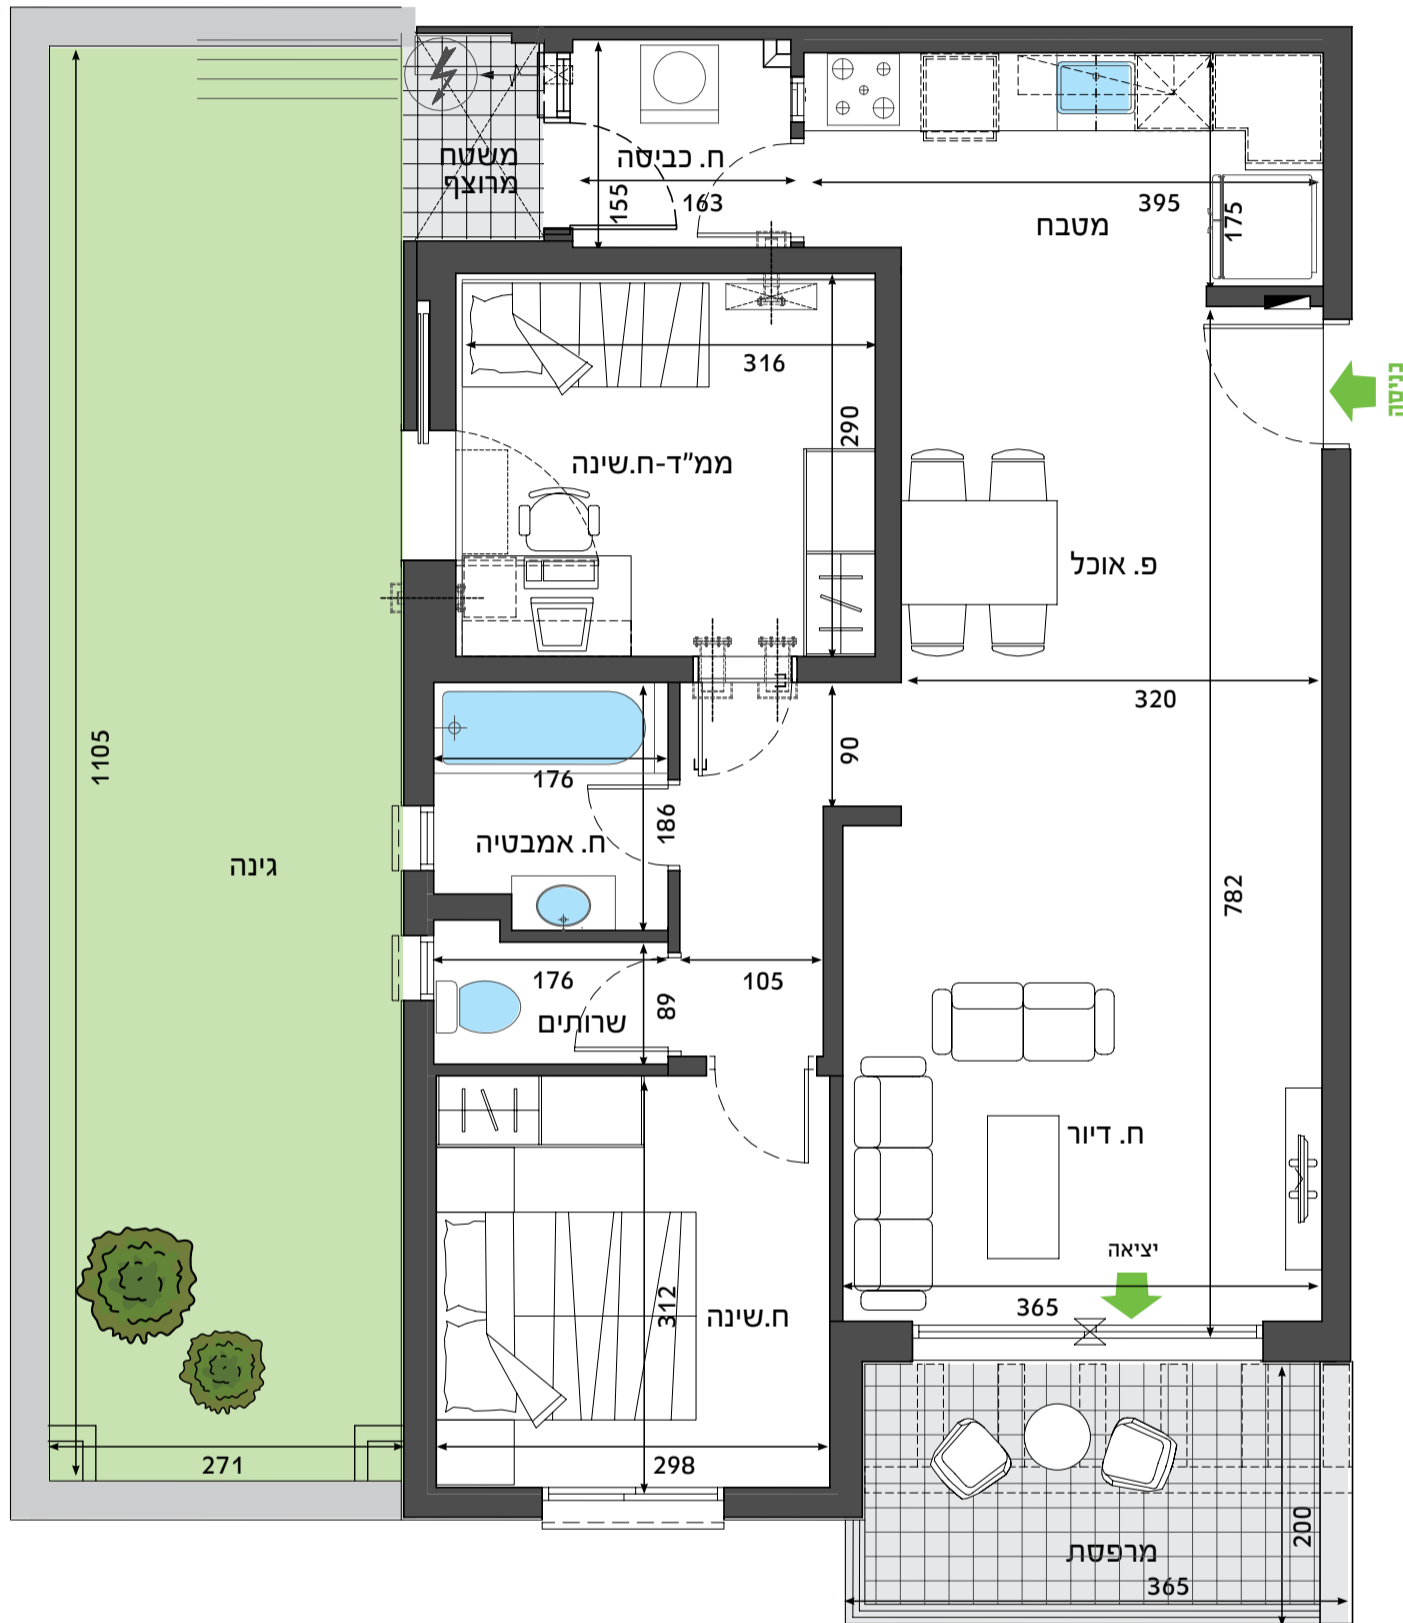 משטח
מרוצף
ח. כביסה
155
163
395
מטבח
175
316
290
ממ״ד-ח.שינה
כניסה
פ. אוכל
320
1105
90
176
186
ח. אמבטיה
גינה
782
176
105
89
שרותים
ח. דיור
יציאה
365
312
ח.שינה
298
271
200
מרפסת
365